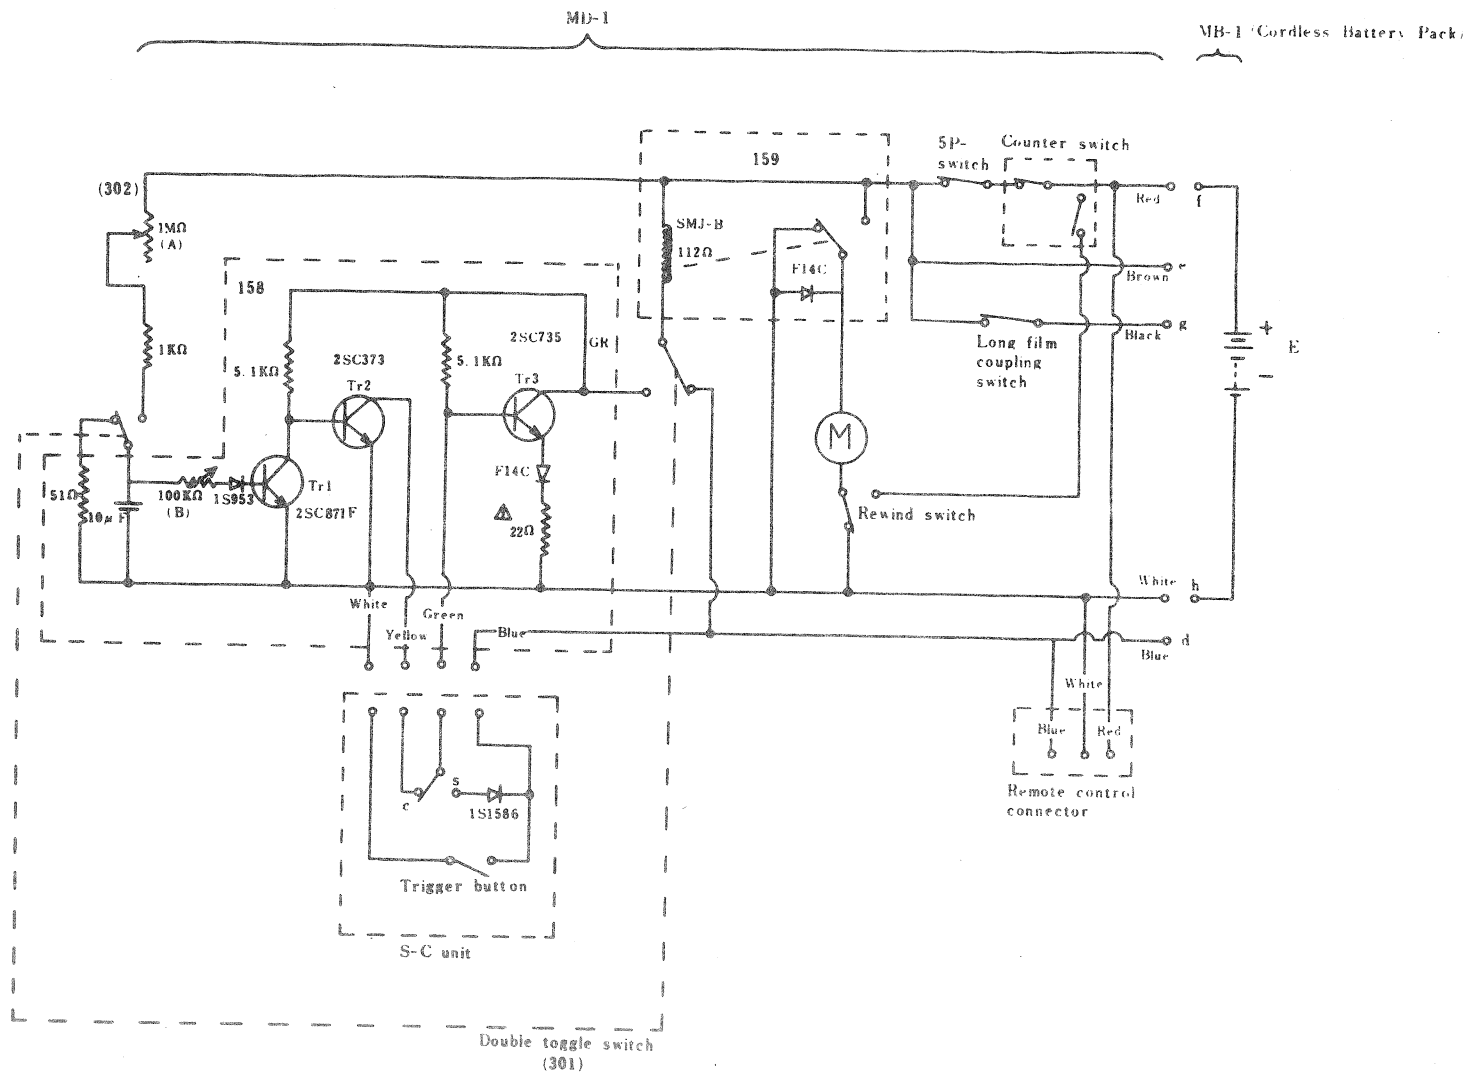 MD-1
MB-1 (Cordless Battery Pack)
Counter switch
5P-
switch
159
(302)
Red
f
1MΩ
(A)
SMJ-B
112Ω
F14C
e
Brown
158
g
Black
+
E
−
2SC735
GR
Long film
coupling
switch
1KΩ
5.1KΩ
2SC373
Tr2
5.1KΩ
Tr3
M
F14C
51Ω
10μF
100KΩ
(B)
1S953
Tr1
2SC871F
22Ω
Rewind switch
White
h
White
Green
Yellow
Blue
d
Blue
White
Blue
Red
s
c
1S1586
Remote control
connector
Trigger button
S-C unit
Double toggle switch
(301)